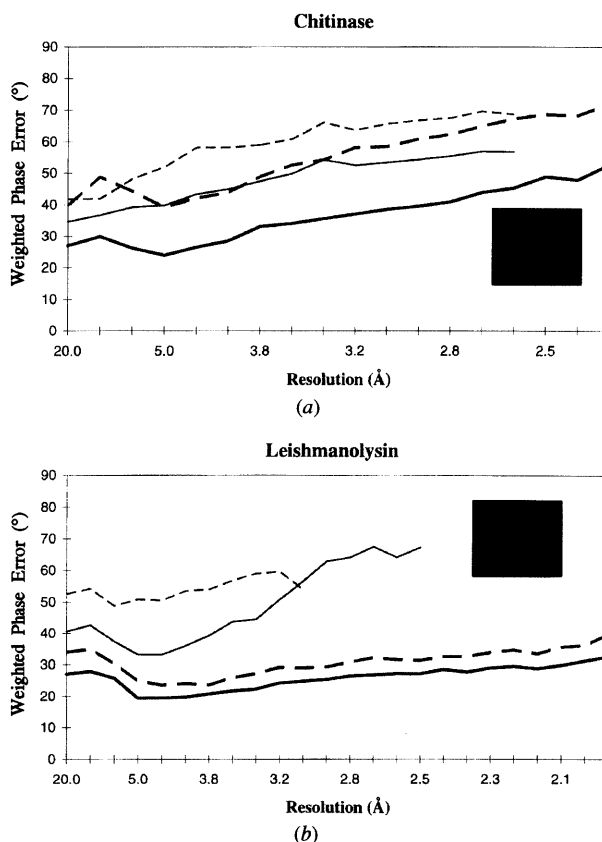 Chitinase
Weighted Phase Error (°)
90
80
70
60
50
40
30
20
10
0
20.0 5.0 3.8 3.2 2.8 2.5
Resolution (Å)
(a)
Leishmanolysin
Weighted Phase Error (°)
90
80
70
60
50
40
30
20
10
0
20.0 5.0 3.8 3.2 2.8 2.5 2.3 2.1
Resolution (Å)
(b)